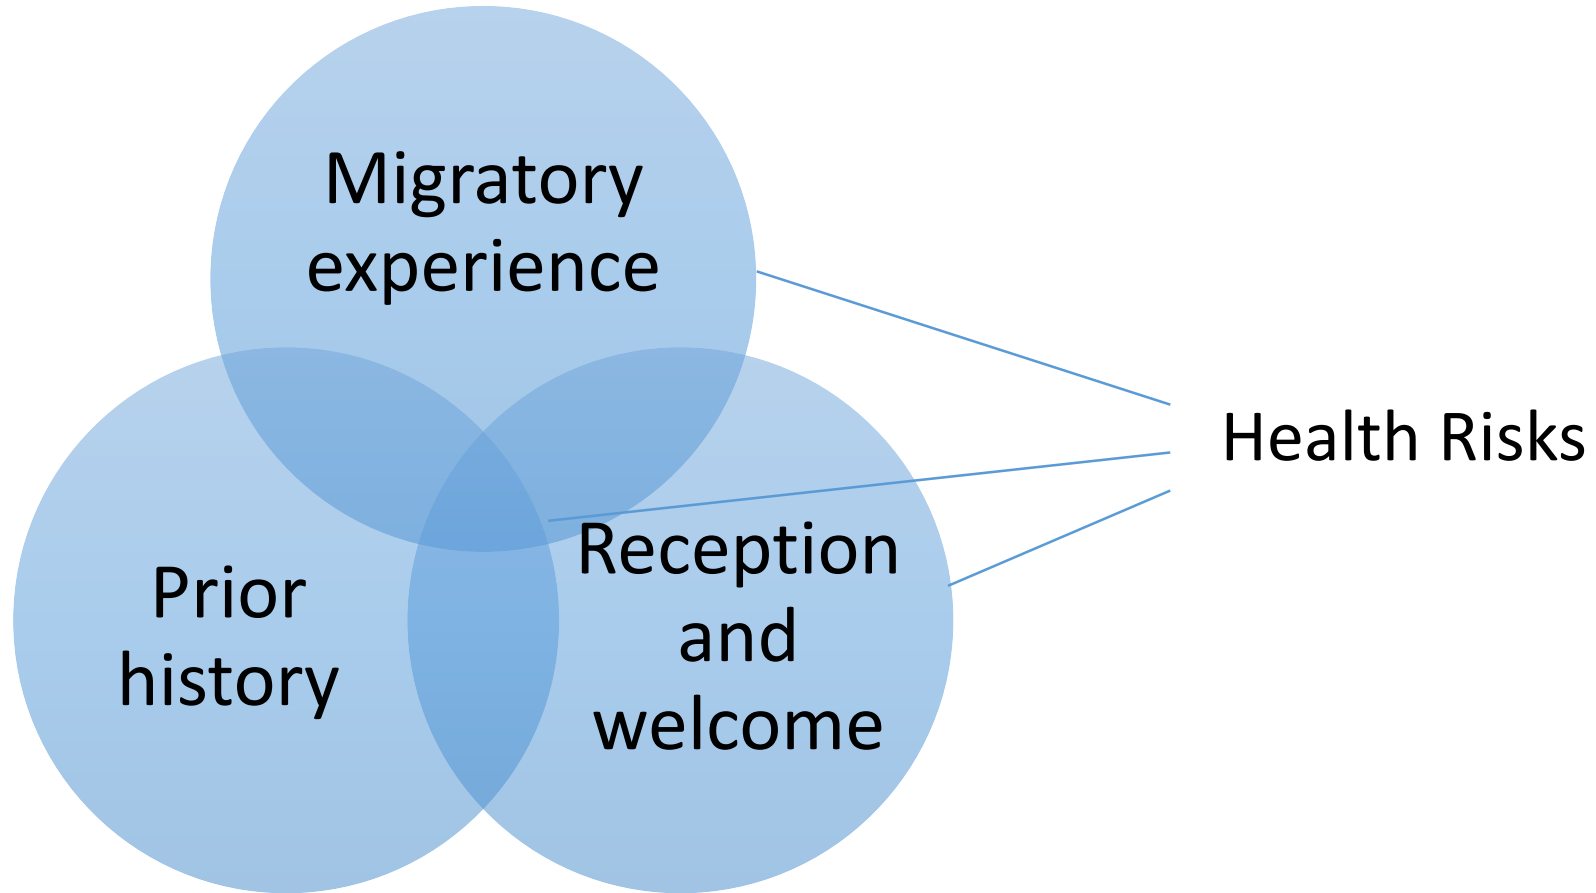 Migratory
experience
Prior
history
Reception
and
welcome
Health Risks